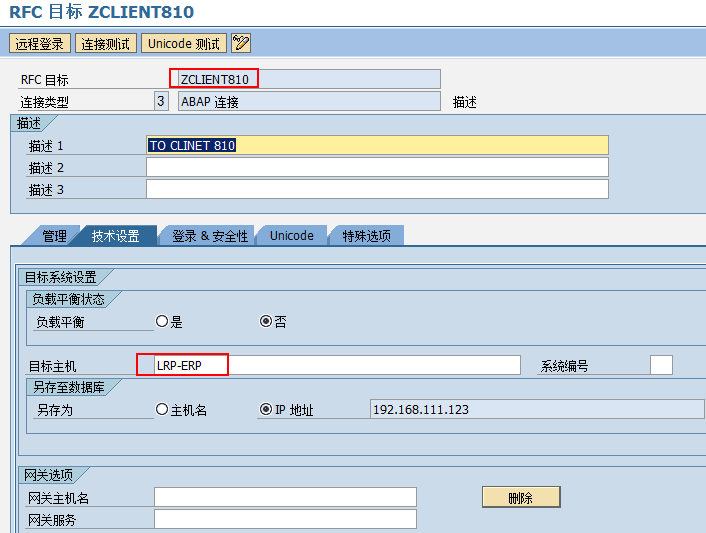 RFC 目标 ZCLIENT810
远程登录 连接测试 Unicode 测试
RFC 目标 ZCLIENT810
连接类型 3 ABAP 连接 描述
描述
描述 1 TO CLINET 810
描述 2
描述 3
管理 技术设置 登录 & 安全性 Unicode 特殊选项
目标系统设置
负载平衡状态
负载平衡 是 否
目标主机 LRP-ERP 系统编号
另存至数据库
另存为 主机名 IP 地址 192.168.111.123
网关选项
网关主机名 删除
网关服务